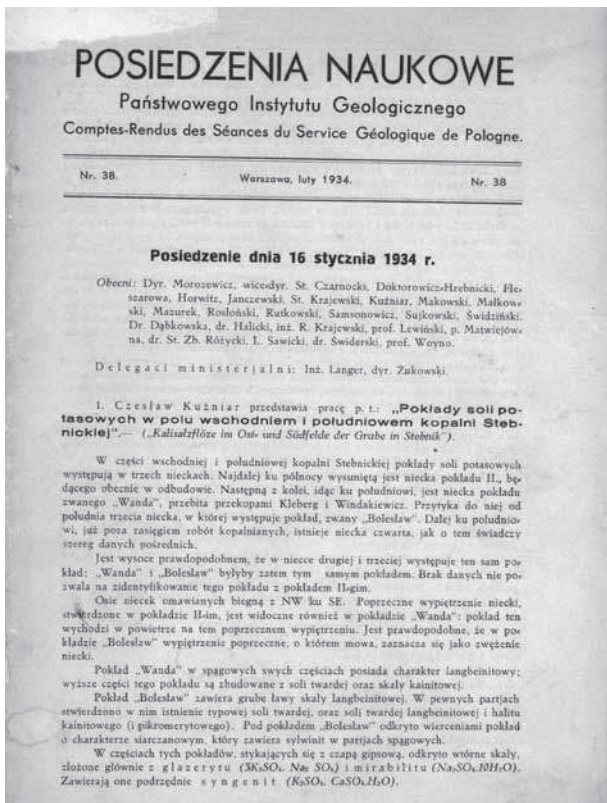 POSIEDZENIA NAUKOWE
Państwowego Instytutu Geologicznego
Comptes-Rendus des Séances du Service Géologique de Pologne.
Nr. 38. Warszawa, luty 1934. Nr. 38
Posiedzenie dnia 16 stycznia 1934 r.
Obecni: Dyr. Morozewicz, wice-dyr. St. Czarnocki, Doktorowicz-Hrebnicki, Fle-
szarowa, Horwitz, Janczewski, St. Krajewski, Kuźniar, Makowski, Małkow-
ski, Mazurek, Rosłoński, Rutkowski, Samsonowicz, Sujkowski, Świdziński.
Dr. Dąbkowska, dr. Halicki, inż. R. Krajewski, prof. Lewiński, p. Matwiejów-
na, dr. St. Zb. Różycki, L. Sawicki, dr. Świderski, prof. Woyno.
Delegaci ministerjalni: Inż. Langer, dyr. Żukowski.
1. Czesław Kuźniar przedstawia pracę p. t.: „Pokłady soli po-
tasowych w polu wschodniem i południowem kopalni Steb-
nickiej”.— („Kalisalzflöze im Ost- und Südfelde der Grube in Stebnik”).
W części wschodniej i południowej kopalni Stebnickiej pokłady soli potasowych
występują w trzech nieckach. Najdalej ku północy wysuniętą jest niecka pokładu II., bę-
dącego obecnie w odbudowie. Następną z kolei, idąc ku południowi, jest niecka pokładu
zwanego „Wanda”, przebita przekopami Kleberg i Windakiewicz. Przytyka do niej od
południa trzecia niecka, w której występuje pokład, zwany „Bolesław”. Dalej ku południo-
wi, już poza zasięgiem robót kopalnianych, istnieje niecka czwarta, jak o tem świadczy
szereg danych pośrednich.
Jest wysoce prawdopodobnem, że w niecce drugiej i trzeciej występuje ten sam po-
kład; „Wanda” i „Bolesław” byłyby zatem tym samym pokładem. Brak danych nie po-
zwala na zidentyfikowanie tego pokładu z pokładem II-gim.
Osie niecek omawianych biegną z NW ku SE. Poprzeczne wypiętrzenie niecki,
stwierdzone w pokładzie II-im, jest widoczne również w pokładzie „Wanda”: pokład ten
wychodzi w powietrze na tem poprzecznem wypiętrzeniu. Jest prawdopodobne, że w po-
kładzie „Bolesław” wypiętrzenie poprzeczne, o którem mowa, zaznacza się jako zwężenie
niecki.
Pokład „Wanda” w spągowych swych częściach posiada charakter langbeinitowy;
wyższe części tego pokładu są zbudowane z soli twardej oraz skały kainitowej.
Pokład „Bolesław” zawiera grube ławy skały langbeinitowej. W pewnych partjach
stwierdzono w nim istnienie typowej soli twardej, oraz soli twardej langbeinitowej i halitu
kainitowego (i pikromerytowego). Pod pokładem „Bolesław” odkryto wierceniami pokład
o charakterze siarczanowym, który zawiera sylwinit w partjach spągowych.
W częściach tych pokładów, stykających się z czapą gipsową, odkryto wtórne skały,
złożone głównie z glazerytu (3K₂SO₄. Na₂ SO₄) i mirabilitu (Na₂SO₄.10H₂O).
Zawierają one podrzędnie syngenit (K₂SO₄. CaSO₄.H₂O).